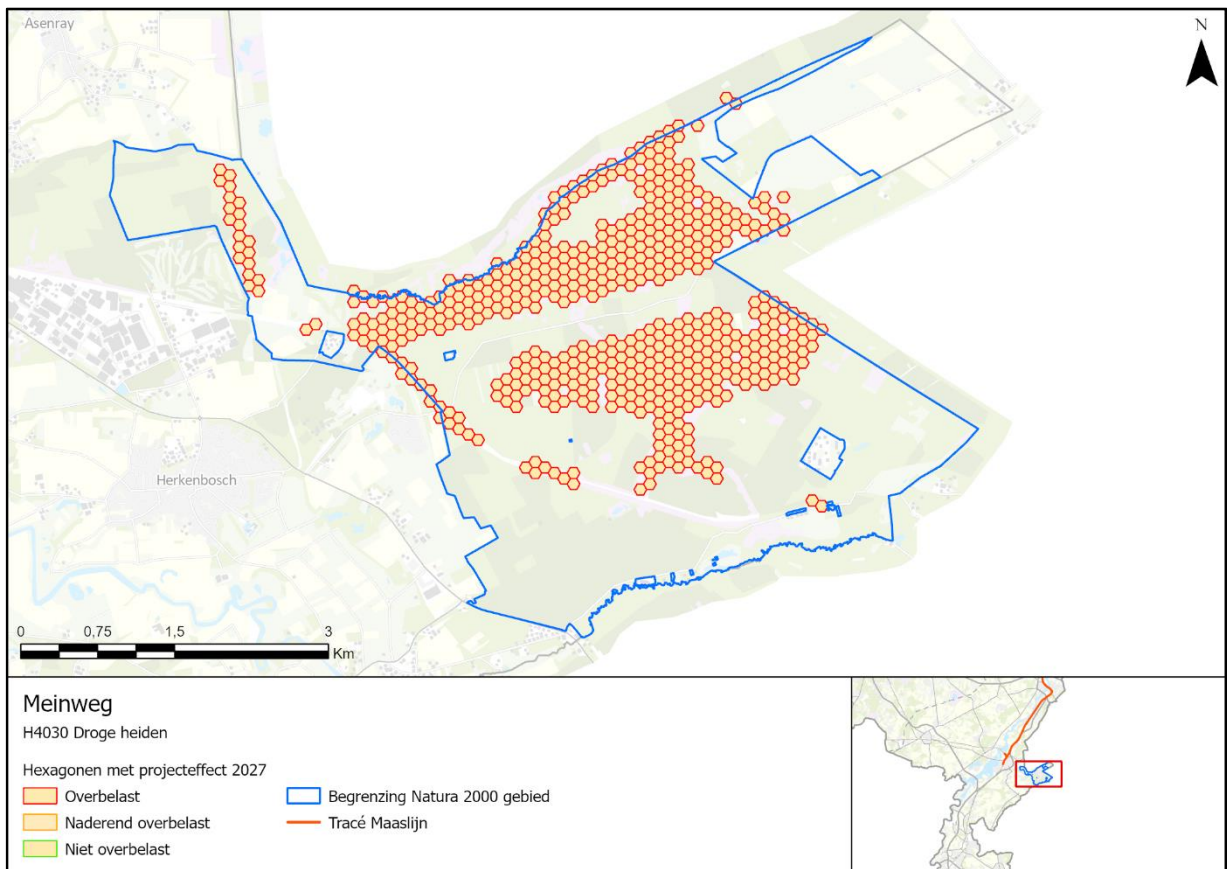 Asenray
N
Herkenbosch
0 0,75 1,5 3
Km
Meinweg
H4030 Droge heiden
Hexagonen met projecteffect 2027
Overbelast
Naderend overbelast
Niet overbelast
Begrenzing Natura 2000 gebied
Tracé Maaslijn